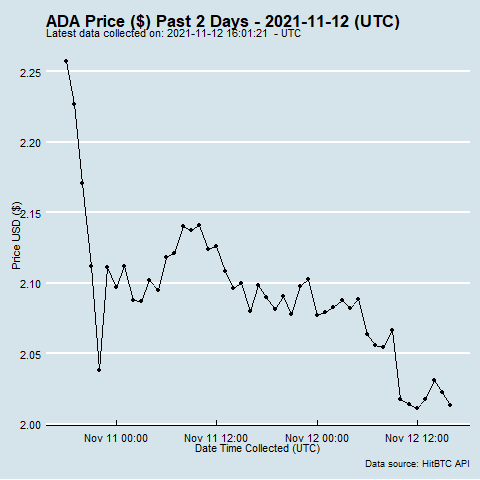 ADA Price ($) Past 2 Days - 2021-11-12 (UTC)
Latest data collected on: 2021-11-12 16:01:21 - UTC
Price USD ($)
2.25
2.20
2.15
2.10
2.05
2.00
Nov 11 00:00 Nov 11 12:00 Nov 12 00:00 Nov 12 12:00
Date Time Collected (UTC)
Data source: HitBTC API